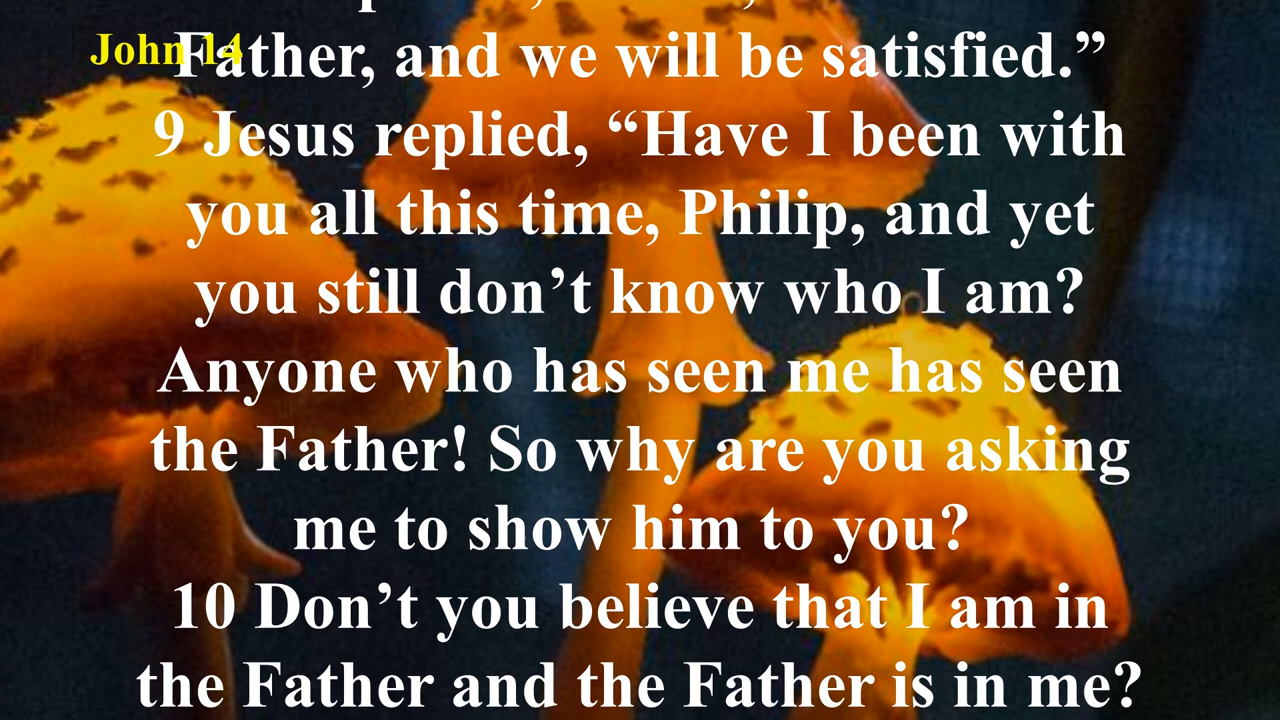 John 14
Father, and we will be satisfied.”
9 Jesus replied, “Have I been with
you all this time, Philip, and yet
you still don’t know who I am?
Anyone who has seen me has seen
the Father! So why are you asking
me to show him to you?
10 Don’t you believe that I am in
the Father and the Father is in me?